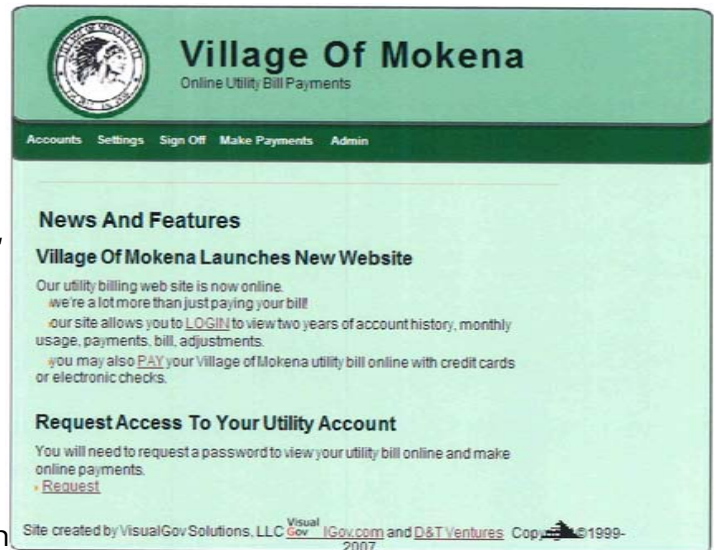 Village Of Mokena
Online Utility Bill Payments
Accounts Settings Sign Off Make Payments Admin
News And Features
Village Of Mokena Launches New Website
Our utility billing web site is now online.
we're a lot more than just paying your bill!
our site allows you to LOGIN to view two years of account history, monthly
usage, payments, bill, adjustments.
you may also PAY your Village of Mokena utility bill online with credit cards
or electronic checks.
Request Access To Your Utility Account
You will need to request a password to view your utility bill online and make
online payments.
Request
Site created by VisualGov Solutions, LLC Visual Gov lGov.com and D&T Ventures ©1999-
2007